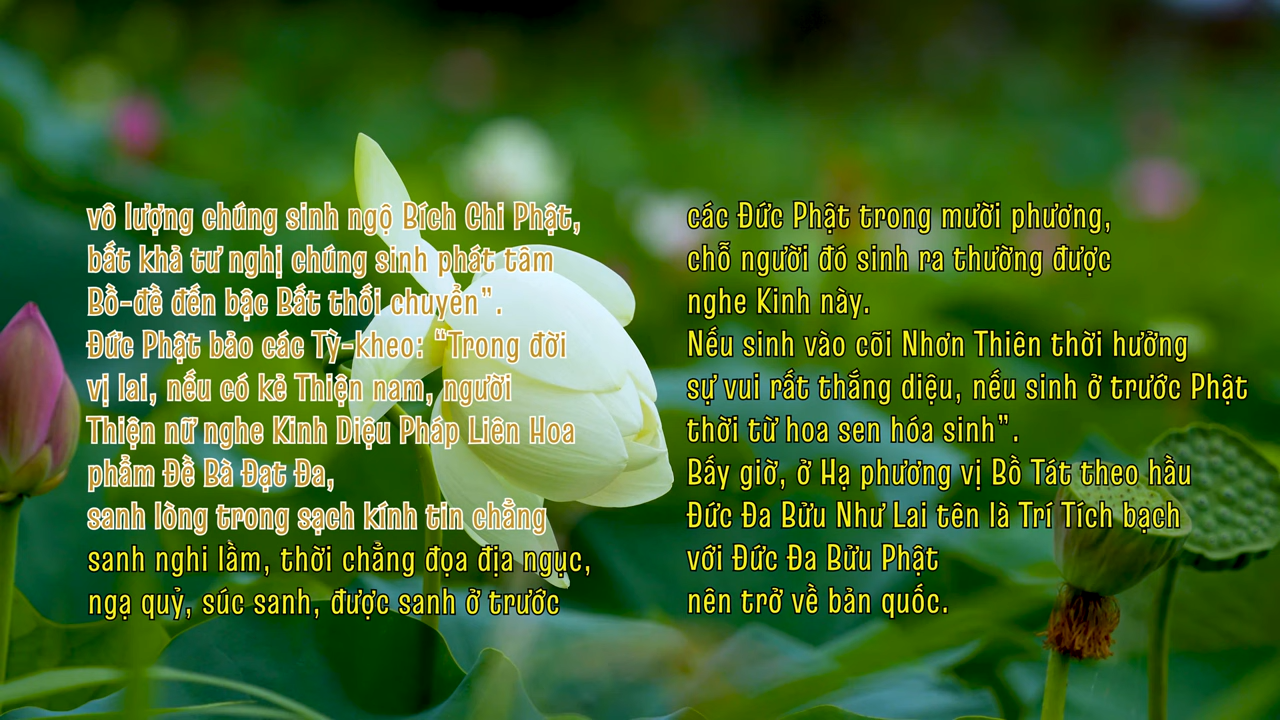 vô lượng chúng sinh ngộ Bích Chi Phật,
bất khả tư nghị chúng sinh phát tâm
Bồ-đề đến bậc Bất thối chuyển”.
Đức Phật bảo các Tỳ-kheo: “Trong đời
vị lai, nếu có kẻ Thiện nam, người
Thiện nữ nghe Kinh Diệu Pháp Liên Hoa
phẩm Đề Bà Đạt Đa,
sanh lòng trong sạch kính tin chẳng
sanh nghi lầm, thời chẳng đọa địa ngục,
ngạ quỷ, súc sanh, được sanh ở trước
các Đức Phật trong mười phương,
chỗ người đó sinh ra thường được
nghe Kinh này.
Nếu sinh vào cõi Nhơn Thiên thời hưởng
sự vui rất thắng diệu, nếu sinh ở trước Phật
thời từ hoa sen hóa sinh”.
Bấy giờ, ở Hạ phương vị Bồ Tát theo hầu
Đức Đa Bửu Như Lai tên là Trí Tích bạch
với Đức Đa Bửu Phật
nên trở về bản quốc.